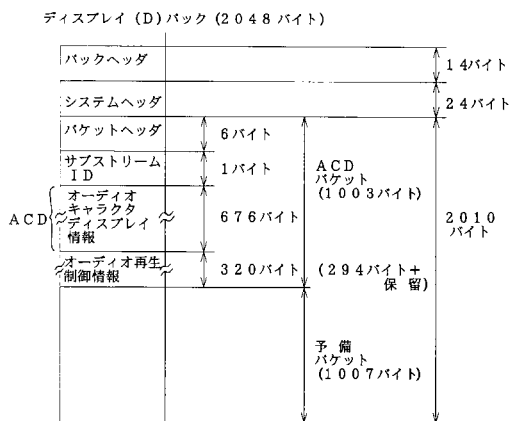 ディスプレイ (D) パック (2048バイト)
パックヘッダ
14バイト
システムヘッダ
24バイト
パケットヘッダ
6バイト
サブストリーム
ID
1バイト
ACD
パケット
(1003バイト)
ACD
オーディオ
キャラクタ
ディスプレイ
情報
676バイト
2010
バイト
オーディオ再生
制御情報
320バイト
(294バイト+
保留)
予備
パケット
(1007バイト)